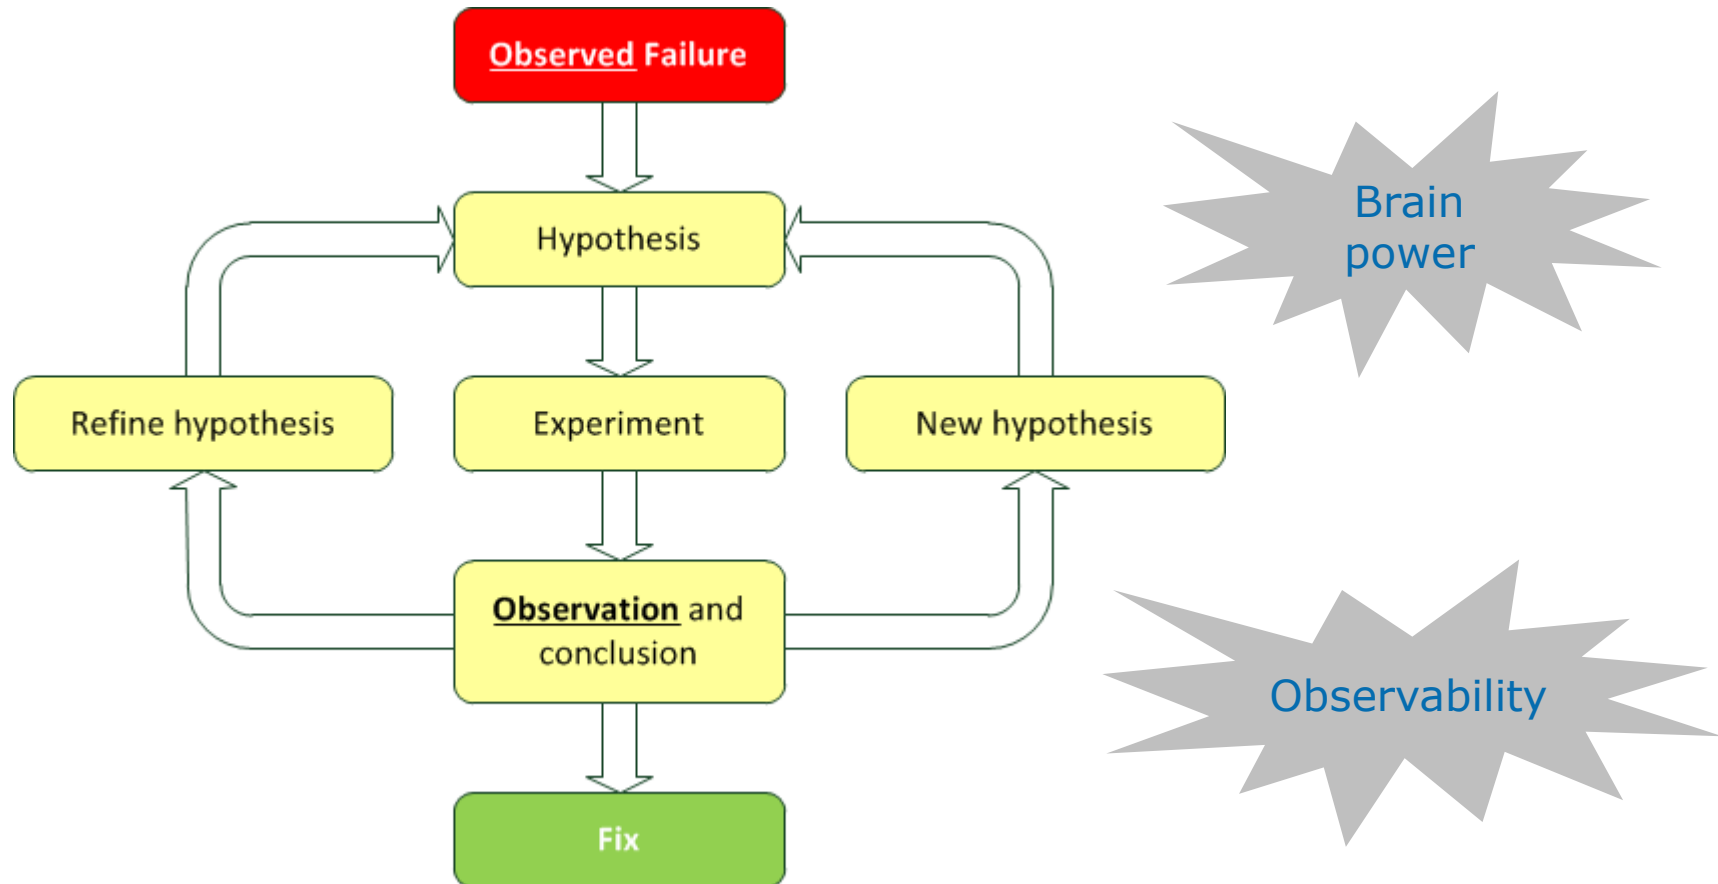 Observed Failure
Brain
power
Hypothesis
Refine hypothesis
Experiment
New hypothesis
Observation and
conclusion
Observability
Fix